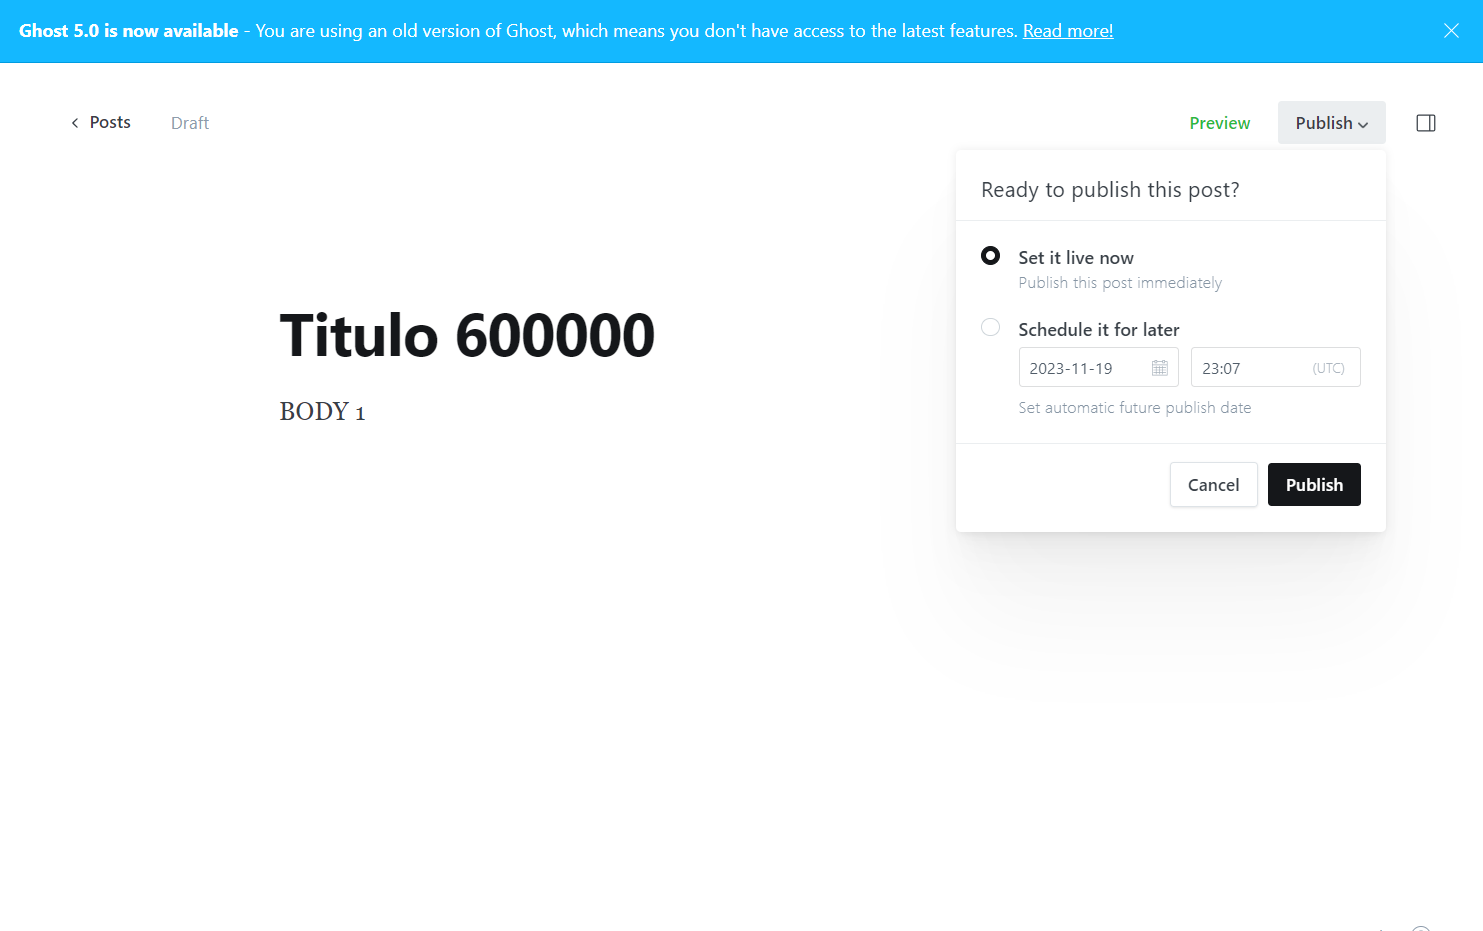 Ghost 5.0 is now available - You are using an old version of Ghost, which means you don't have access to the latest features. Read more!
Posts Draft Preview Publish
Ready to publish this post?
Set it live now
Publish this post immediately
Schedule it for later
2023-11-19 23:07 (UTC)
Set automatic future publish date
Cancel Publish
Titulo 600000
BODY 1